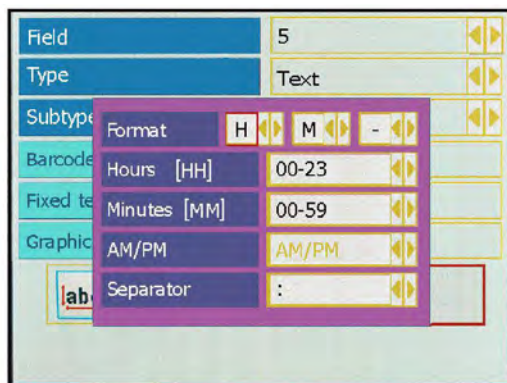 Field 5
Type Text
Subtype
Barcode
Format H M -
Fixed te
Hours [HH] 00-23
Minutes [MM] 00-59
Graphic
AM/PM AM/PM
Separator :
ab